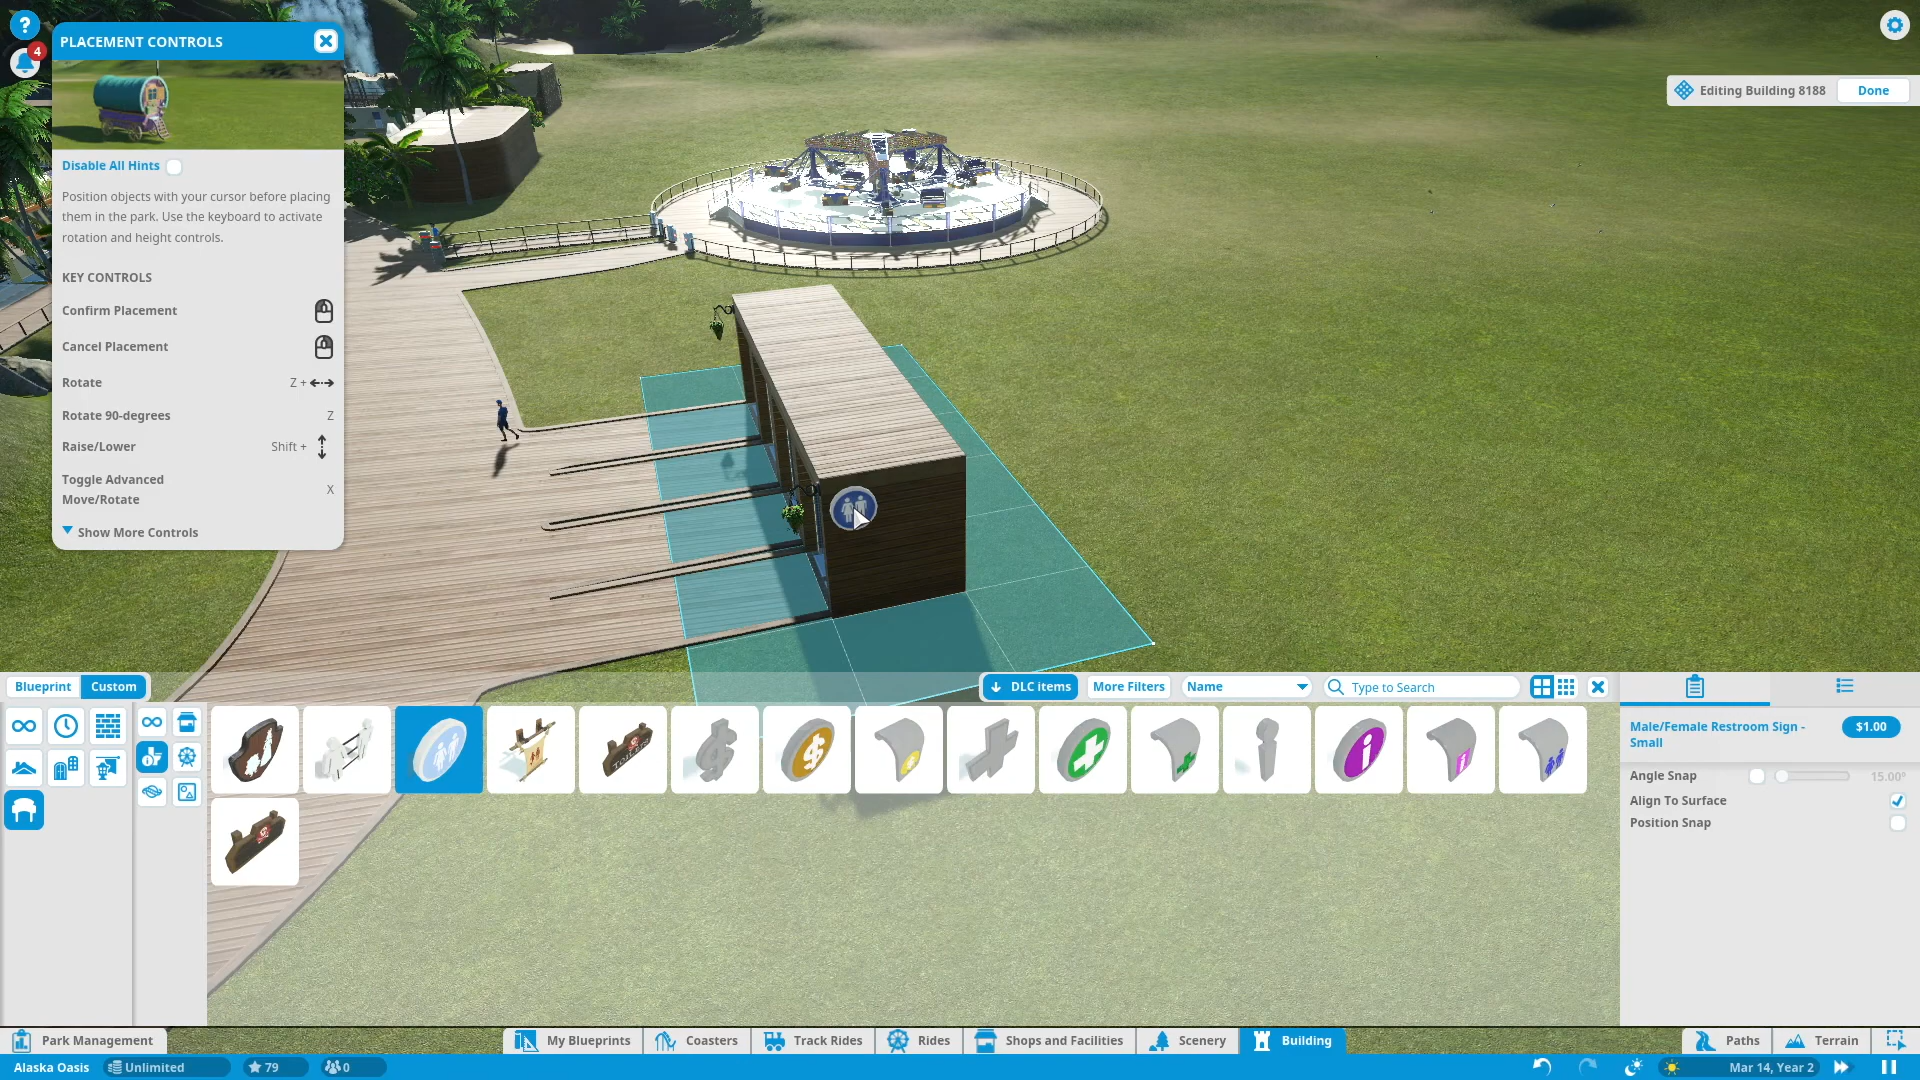 ?
4
PLACEMENT CONTROLS
Disable All Hints
Position objects with your cursor before placing
them in the park. Use the keyboard to activate
rotation and height controls.
KEY CONTROLS
Confirm Placement
Cancel Placement
Rotate Z +
Rotate 90-degrees Z
Raise/Lower Shift +
Toggle Advanced
Move/Rotate X
Show More Controls
Editing Building 8188 Done
Blueprint Custom
DLC items More Filters Name Type to Search
Male/Female Restroom Sign -
Small
$1.00
Angle Snap 15.00°
Align To Surface
Position Snap
Park Management My Blueprints Coasters Track Rides Rides Shops and Facilities Scenery Building Paths Terrain
Alaska Oasis Unlimited 79 0 Mar 14, Year 2